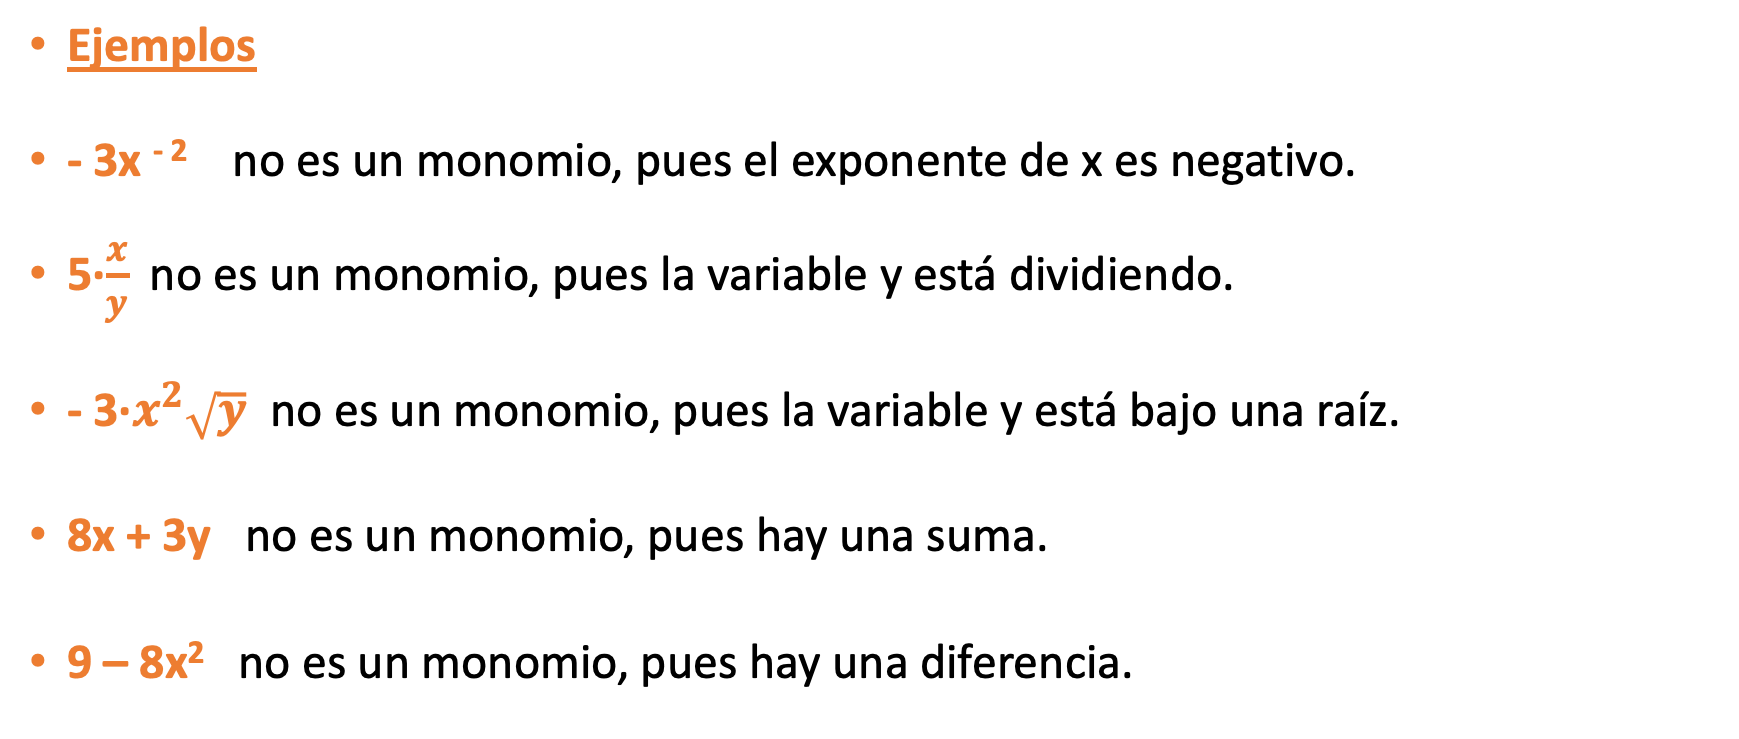 • Ejemplos
• - 3x ⁻ ² no es un monomio, pues el exponente de x es negativo.
• 5·x/y no es un monomio, pues la variable y está dividiendo.
• - 3·x²√y no es un monomio, pues la variable y está bajo una raíz.
• 8x + 3y no es un monomio, pues hay una suma.
• 9 – 8x² no es un monomio, pues hay una diferencia.